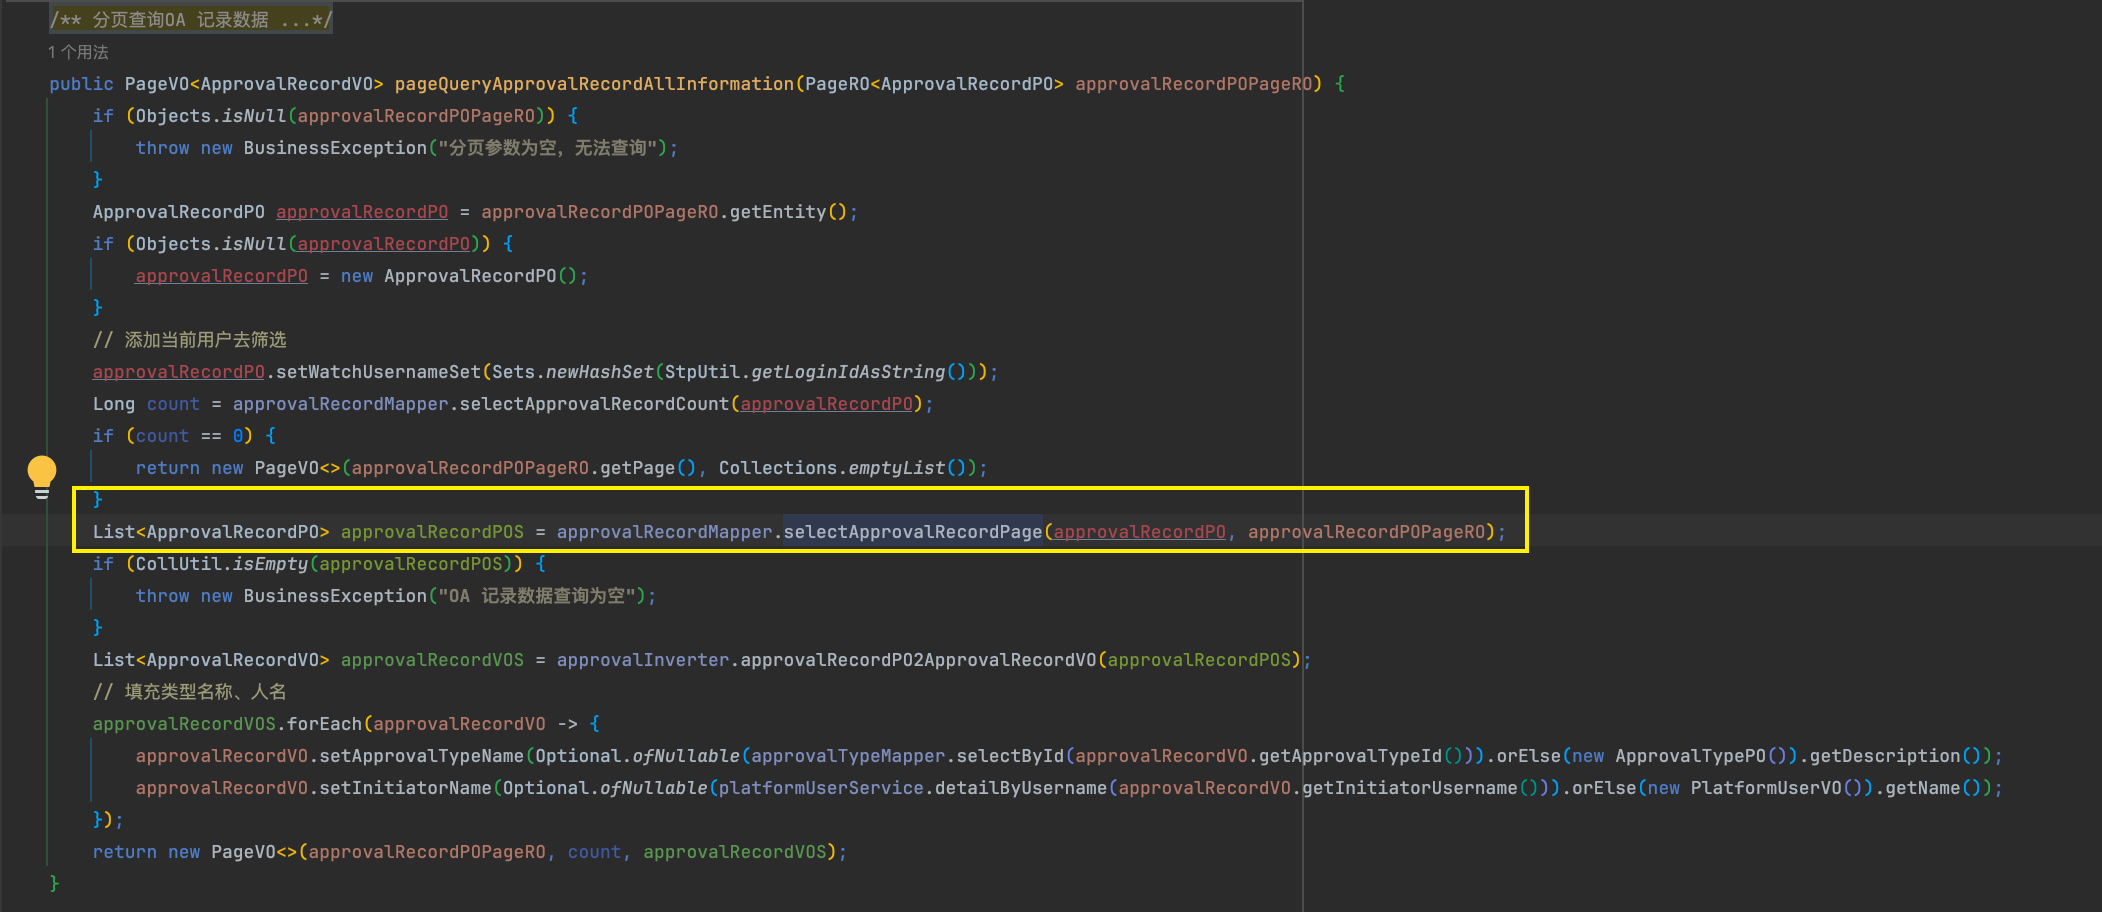 /** 分页查询OA 记录数据 ...*/
1 个用法
public PageVO<ApprovalRecordVO> pageQueryApprovalRecordAllInformation(PageRO<ApprovalRecordPO> approvalRecordPOPageRO) {
if (Objects.isNull(approvalRecordPOPageRO)) {
throw new BusinessException("分页参数为空，无法查询");
}
ApprovalRecordPO approvalRecordPO = approvalRecordPOPageRO.getEntity();
if (Objects.isNull(approvalRecordPO)) {
approvalRecordPO = new ApprovalRecordPO();
}
// 添加当前用户去筛选
approvalRecordPO.setWatchUsernameSet(Sets.newHashSet(StpUtil.getLoginIdAsString()));
Long count = approvalRecordMapper.selectApprovalRecordCount(approvalRecordPO);
if (count == 0) {
return new PageVO<>(approvalRecordPOPageRO.getPage(), Collections.emptyList());
}
List<ApprovalRecordPO> approvalRecordPOS = approvalRecordMapper.selectApprovalRecordPage(approvalRecordPO, approvalRecordPOPageRO);
if (CollUtil.isEmpty(approvalRecordPOS)) {
throw new BusinessException("OA 记录数据查询为空");
}
List<ApprovalRecordVO> approvalRecordVOS = approvalInverter.approvalRecordPO2ApprovalRecordVO(approvalRecordPOS);
// 填充类型名称、人名
approvalRecordVOS.forEach(approvalRecordVO -> {
approvalRecordVO.setApprovalTypeName(Optional.ofNullable(approvalTypeMapper.selectById(approvalRecordVO.getApprovalTypeId())).orElse(new ApprovalTypePO()).getDescription());
approvalRecordVO.setInitiatorName(Optional.ofNullable(platformUserService.detailByUsername(approvalRecordVO.getInitiatorUsername())).orElse(new PlatformUserVO()).getName());
});
return new PageVO<>(approvalRecordPOPageRO, count, approvalRecordVOS);
}